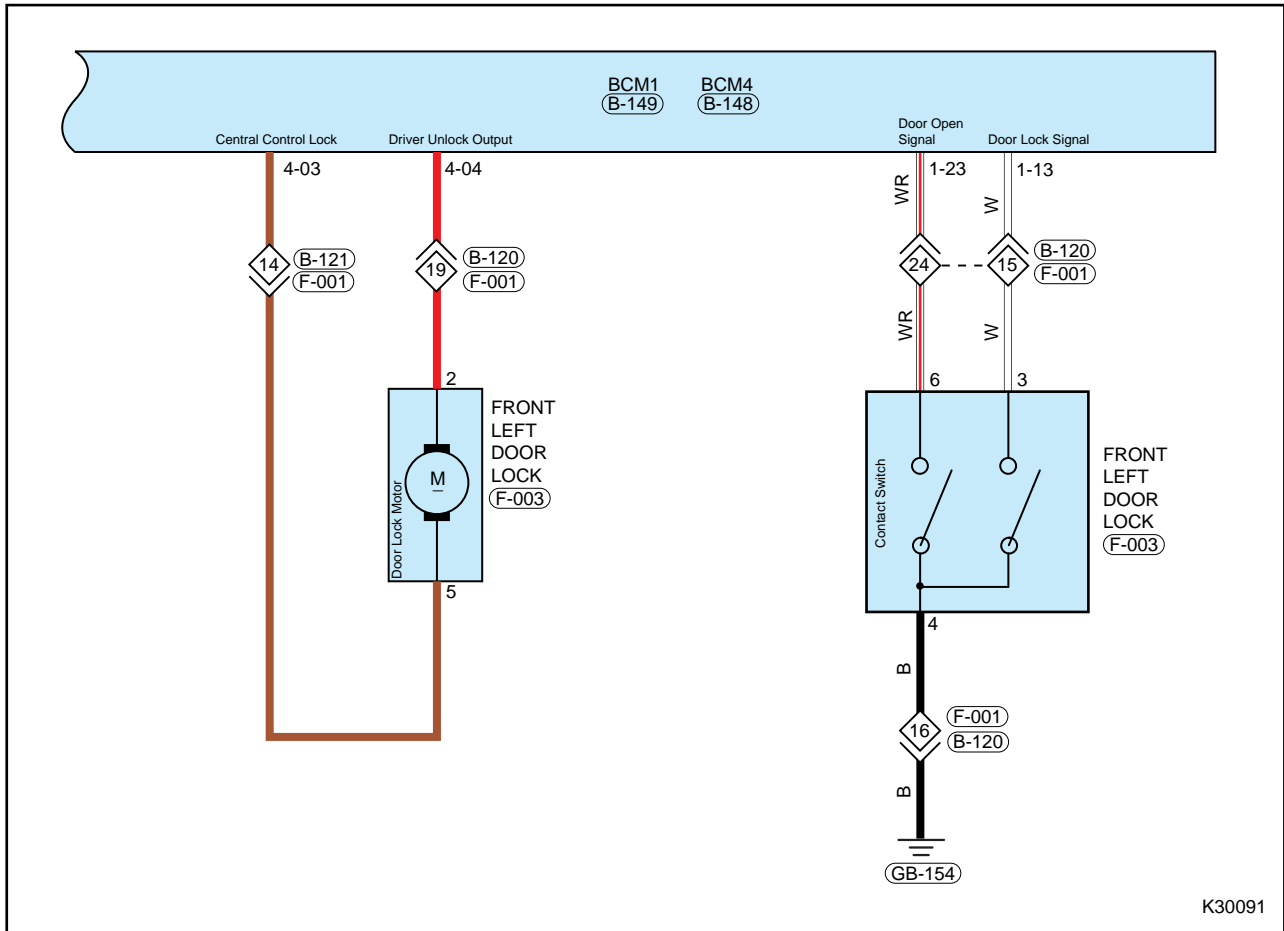 BCM1 BCM4
B-149 B-148
Central Control Lock
Driver Unlock Output
Door Open
Signal
Door Lock Signal
4-03
4-04
1-23
1-13
WR
W
14
B-121
F-001
19
B-120
F-001
24
15
B-120
F-001
WR
W
2
6
3
Door Lock Motor
M
FRONT
LEFT
DOOR
LOCK
F-003
5
Contact Switch
FRONT
LEFT
DOOR
LOCK
F-003
4
B
16
F-001
B-120
B
GB-154
K30091